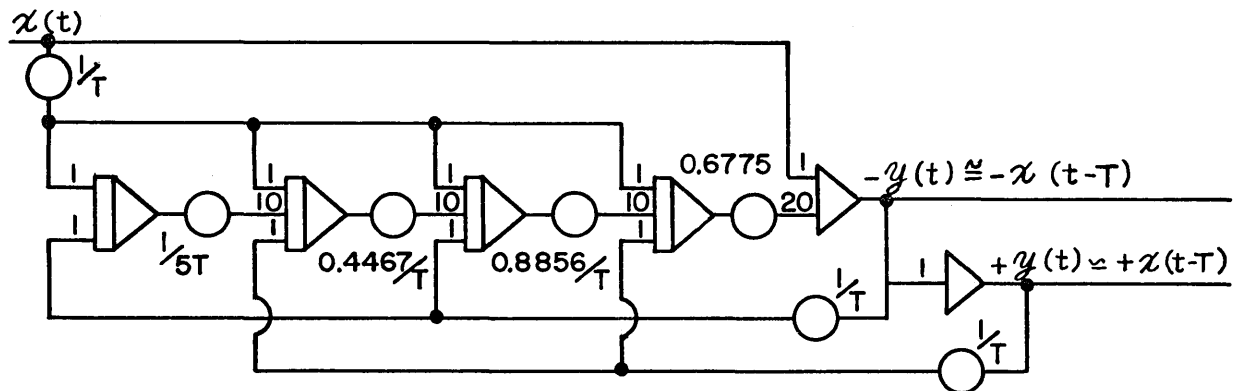 x(t)
1/T
1 1 1 1 0.6775 1
10 10 10 20 -y(t) ≅ -x (t-T)
1 1 1 1
1/5T 0.4467/T 0.8856/T
1 +y(t) ≃ +x(t-T)
1/T
1/T